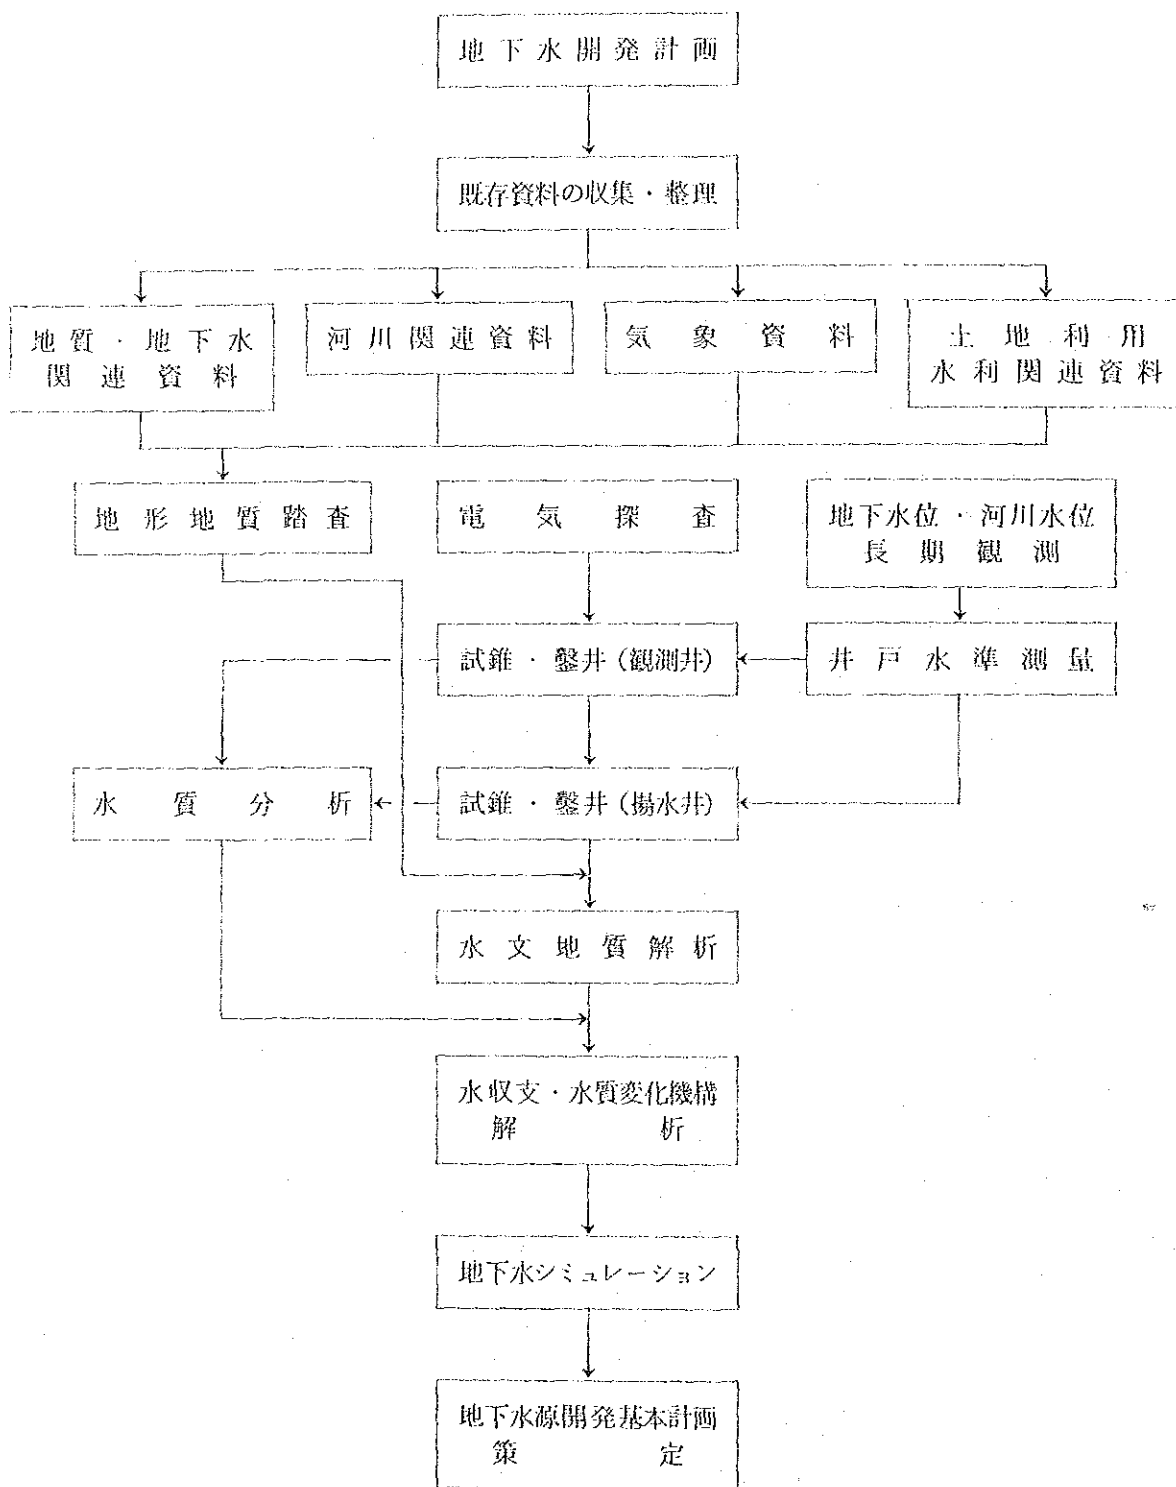 地下水開発計画
既存資料の収集・整理
地質・地下水
関連資料
河川関連資料
気象資料
土地利用
水利関連資料
地形地質踏査
電気探査
地下水位・河川水位
長期観測
試錐・鑿井(観測井)
井戸水準測量
水質分析
試錐・鑿井(揚水井)
水文地質解析
水収支・水質変化機構
解析
地下水シミュレーション
地下水源開発基本計画
策定